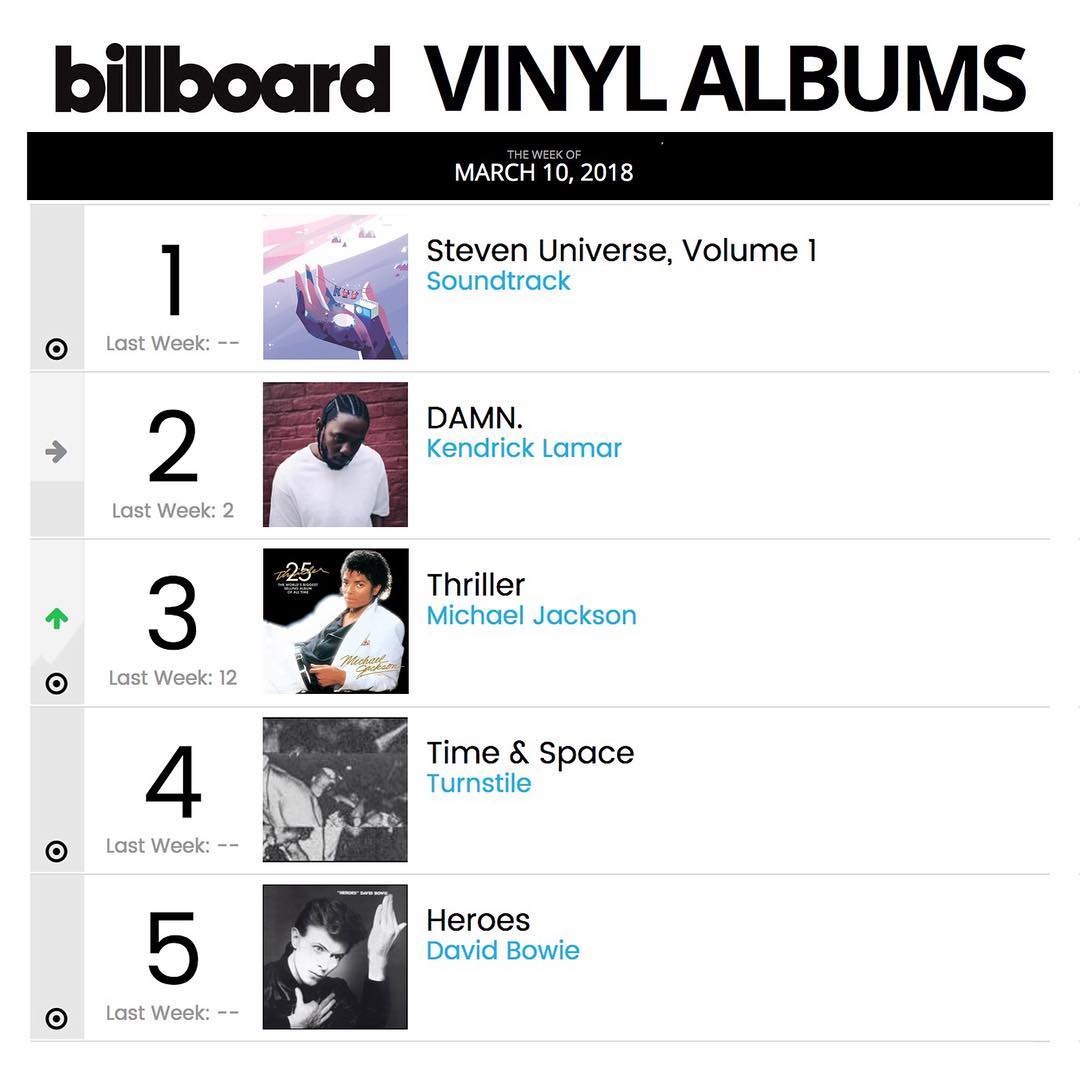 billboard VINYL ALBUMS
THE WEEK OF
MARCH 10, 2018
1
Last Week: --
Steven Universe, Volume 1
Soundtrack
2
Last Week: 2
DAMN.
Kendrick Lamar
3
Last Week: 12
25
Thriller
THE WORLD'S BIGGEST
SELLING ALBUM
OF ALL TIME
Michael
Jackson
Thriller
Michael Jackson
4
Last Week: --
Time & Space
Turnstile
5
Last Week: --
"HEROES" DAVID BOWIE
Heroes
David Bowie